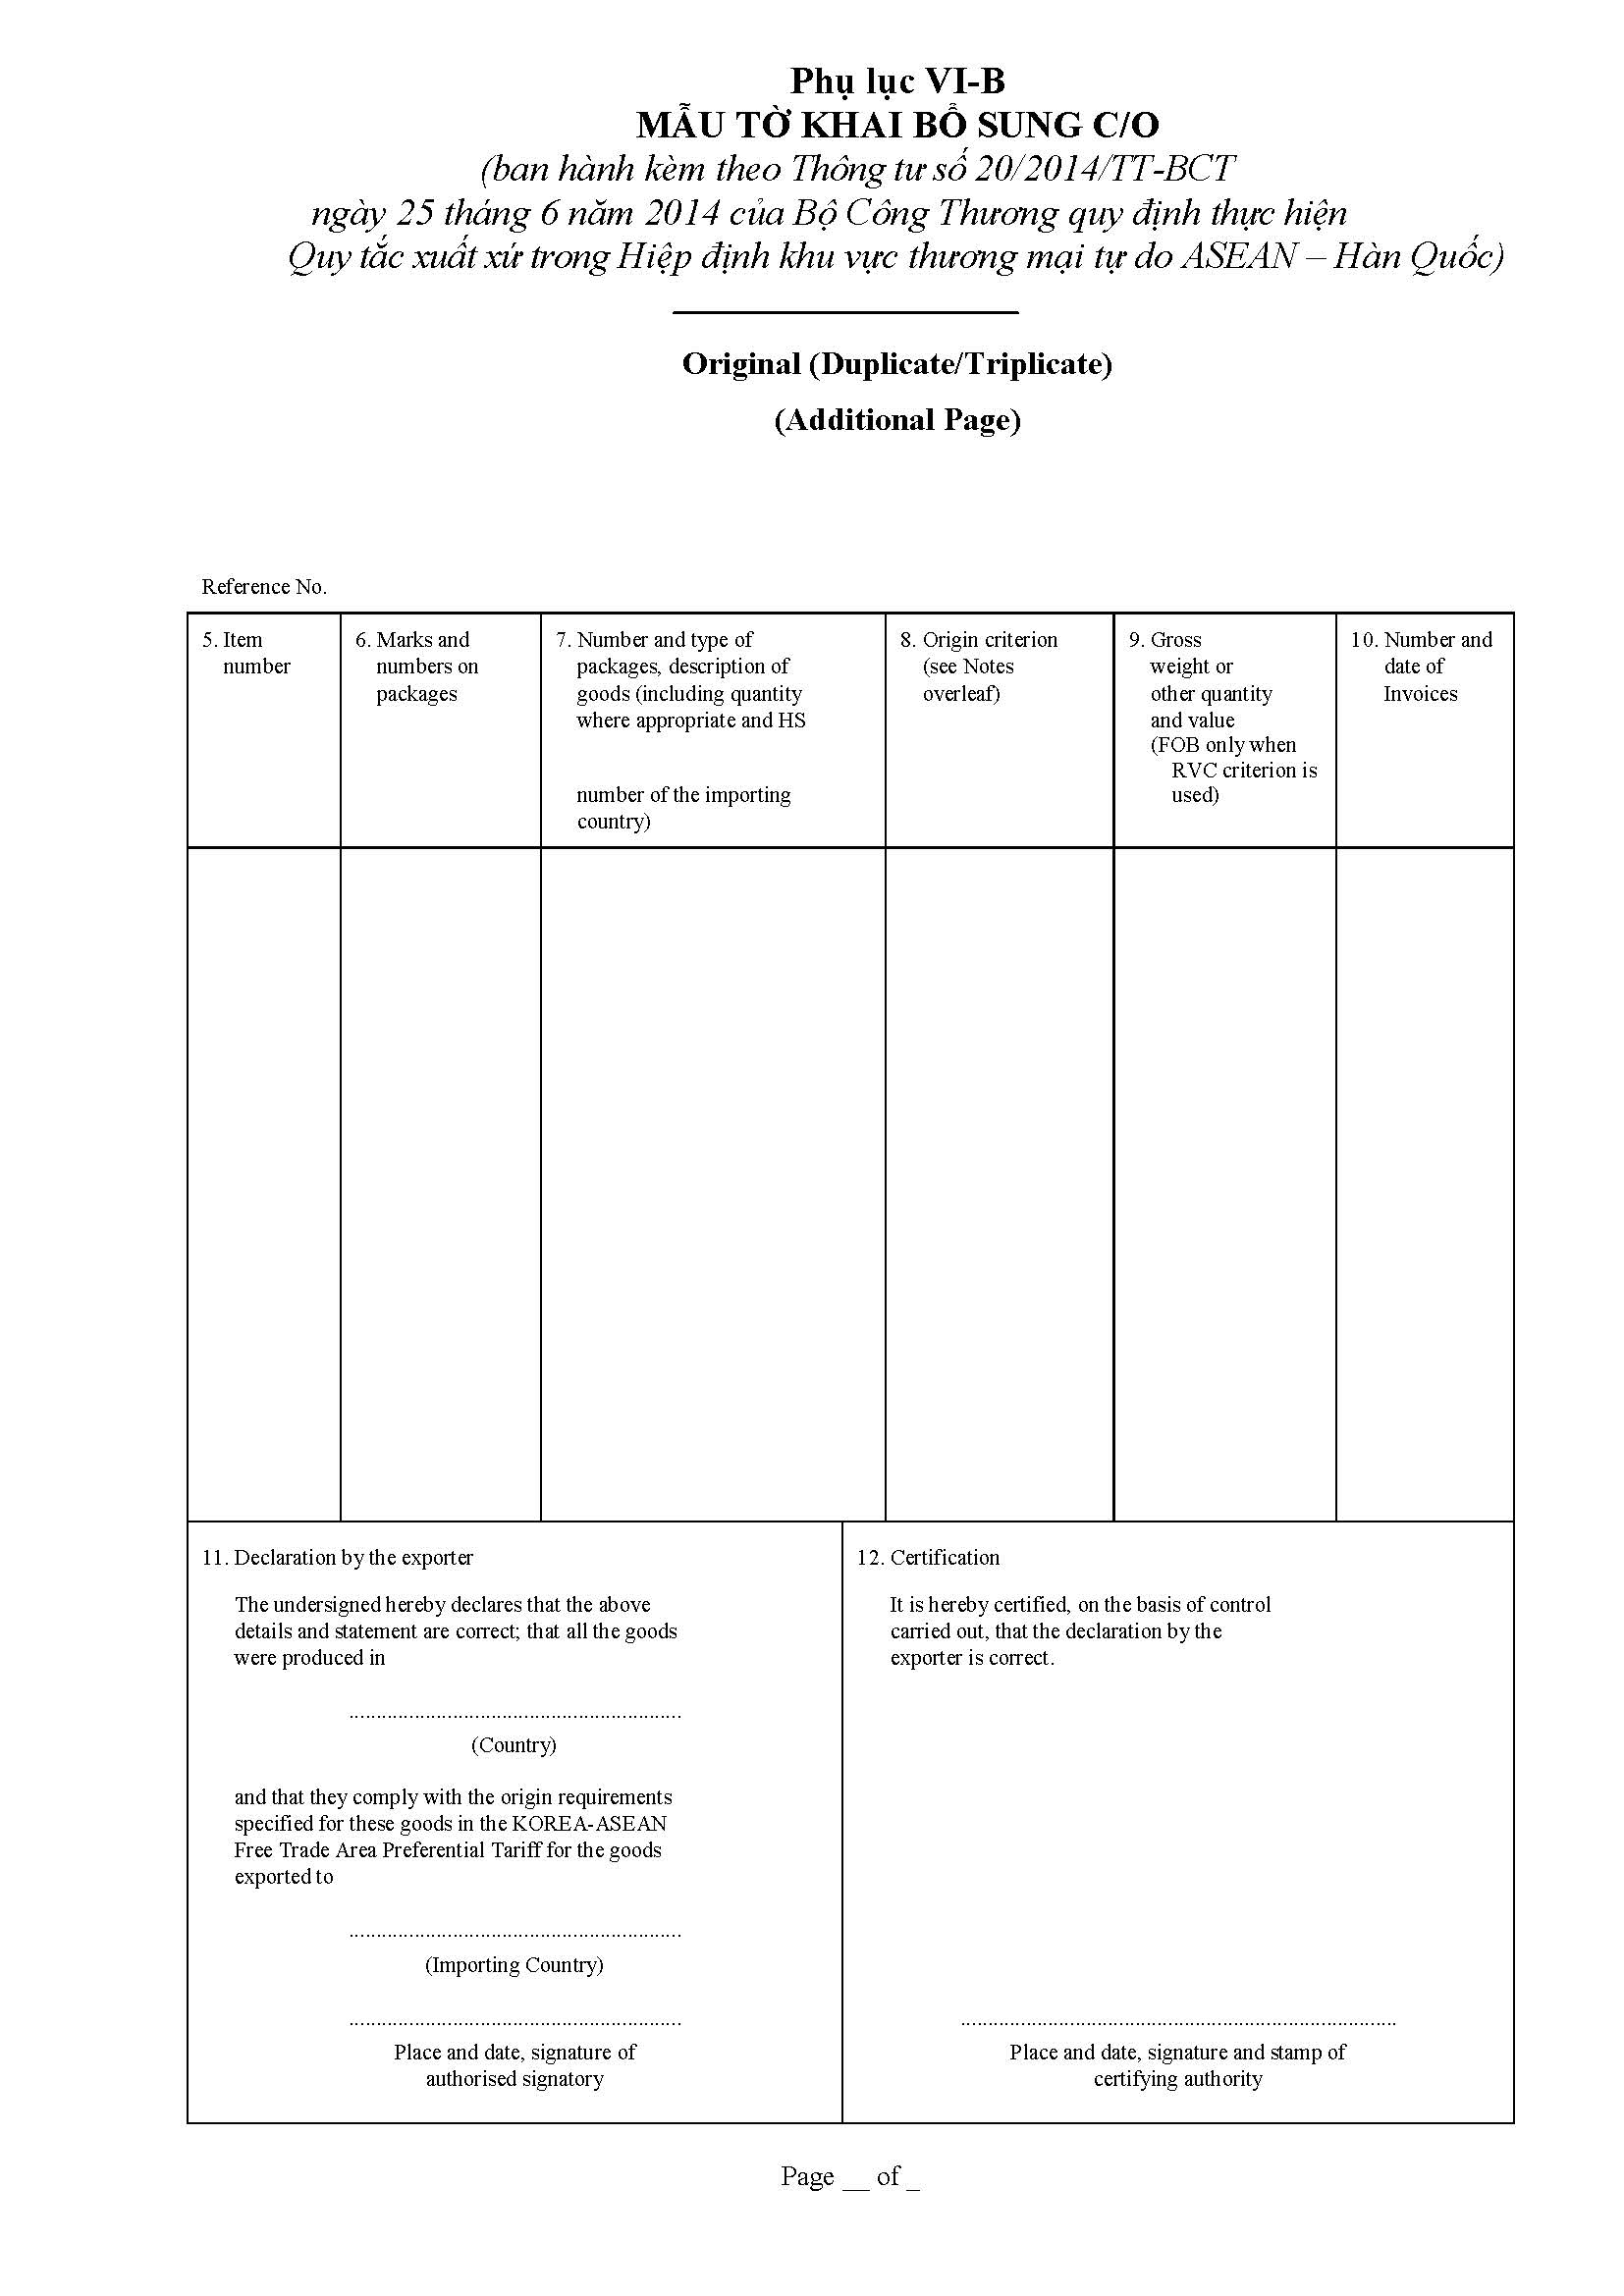 Phụ lục VI-B
MẪU TỜ KHAI BỔ SUNG C/O
(ban hành kèm theo Thông tư số 20/2014/TT-BCT
ngày 25 tháng 6 năm 2014 của Bộ Công Thương quy định thực hiện
Quy tắc xuất xứ trong Hiệp định khu vực thương mại tự do ASEAN – Hàn Quốc)
Original (Duplicate/Triplicate)
(Additional Page)
Reference No.
5. Item
number
6. Marks and
numbers on
packages
7. Number and type of
packages, description of
goods (including quantity
where appropriate and HS
number of the importing
country)
8. Origin criterion
(see Notes
overleaf)
9. Gross
weight or
other quantity
and value
(FOB only when
RVC criterion is
used)
10. Number and
date of
Invoices
11. Declaration by the exporter
The undersigned hereby declares that the above
details and statement are correct; that all the goods
were produced in
.............................................................
(Country)
and that they comply with the origin requirements
specified for these goods in the KOREA-ASEAN
Free Trade Area Preferential Tariff for the goods
exported to
.............................................................
(Importing Country)
.............................................................
Place and date, signature of
authorised signatory
12. Certification
It is hereby certified, on the basis of control
carried out, that the declaration by the
exporter is correct.
................................................................................
Place and date, signature and stamp of
certifying authority
Page __ of _